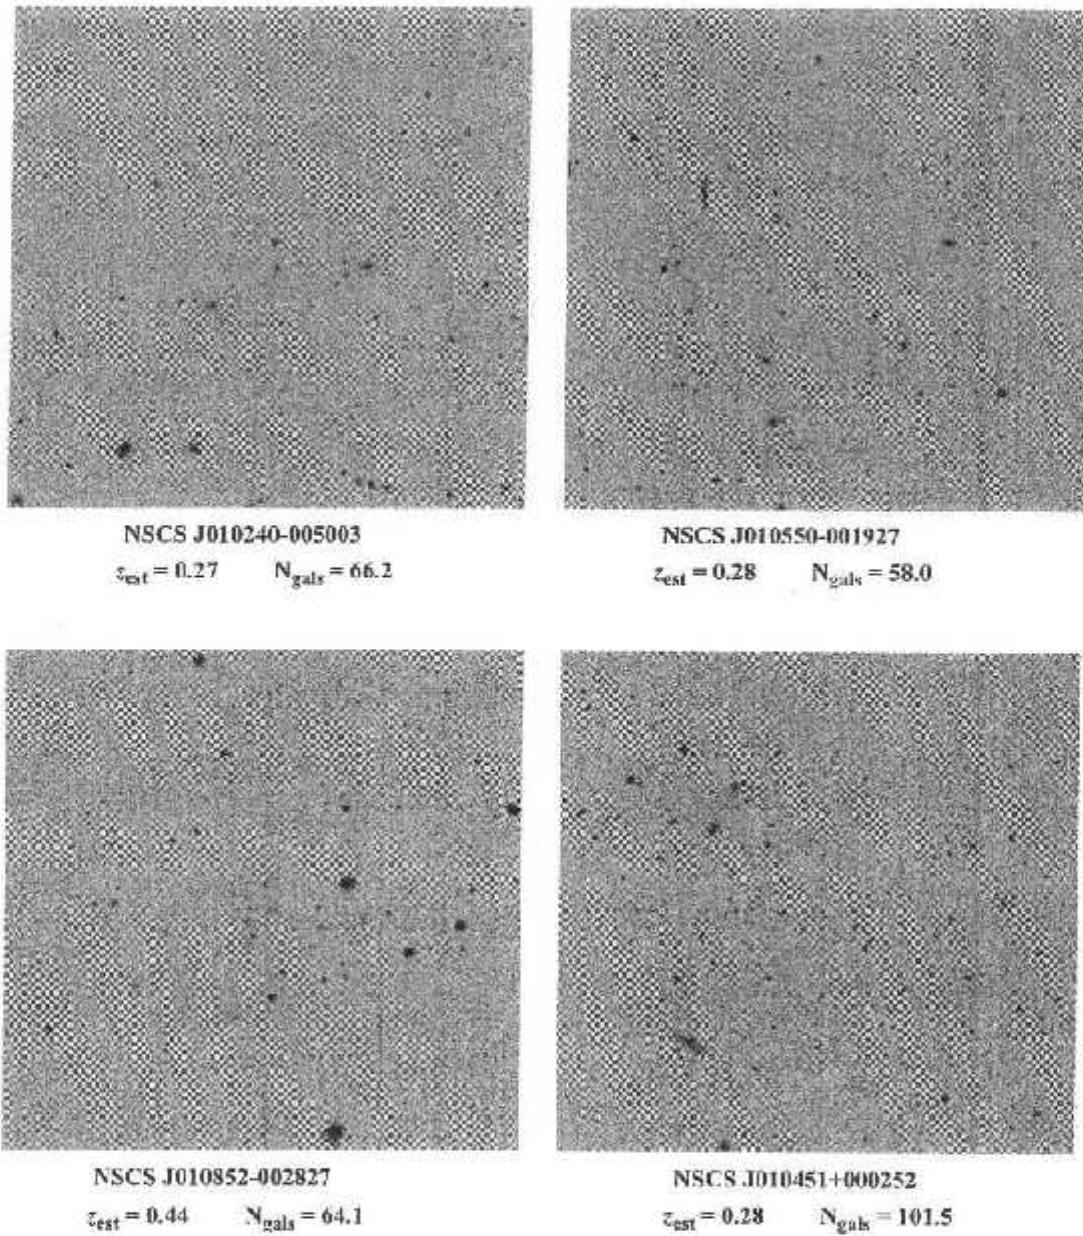 NSCS J010240-005003
z_est = 0.27 N_gals = 66.2
NSCS J010550-001927
z_est = 0.28 N_gals = 58.0
NSCS J010852-002827
z_est = 0.44 N_gals = 64.1
NSCS J010451+000252
z_est = 0.28 N_gals = 101.5